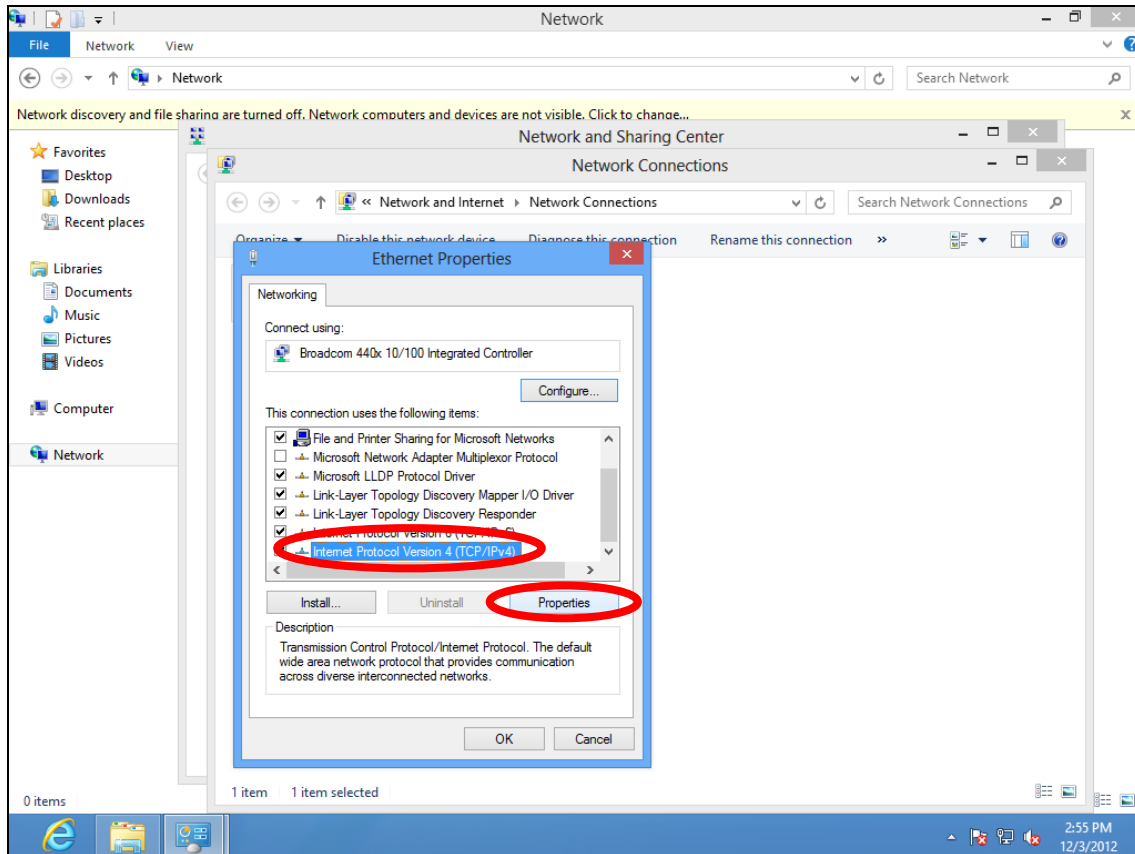 Network
File Network View
Network
Search Network
Network discovery and file sharing are turned off. Network computers and devices are not visible. Click to change...
Network and Sharing Center
Network Connections
Favorites
Desktop
Downloads
Recent places
Libraries
Documents
Music
Pictures
Videos
Computer
Network
« Network and Internet Network Connections
Search Network Connections
Organize Disable this network device Diagnose this connection Rename this connection »
Ethernet Properties
Networking
Connect using:
Broadcom 440x 10/100 Integrated Controller
Configure...
This connection uses the following items:
File and Printer Sharing for Microsoft Networks
Microsoft Network Adapter Multiplexor Protocol
Microsoft LLDP Protocol Driver
Link-Layer Topology Discovery Mapper I/O Driver
Link-Layer Topology Discovery Responder
Internet Protocol Version 6 (TCP/IPv6)
Internet Protocol Version 4 (TCP/IPv4)
Install... Uninstall Properties
Description
Transmission Control Protocol/Internet Protocol. The default
wide area network protocol that provides communication
across diverse interconnected networks.
OK Cancel
1 item 1 item selected
0 items
2:55 PM
12/3/2012